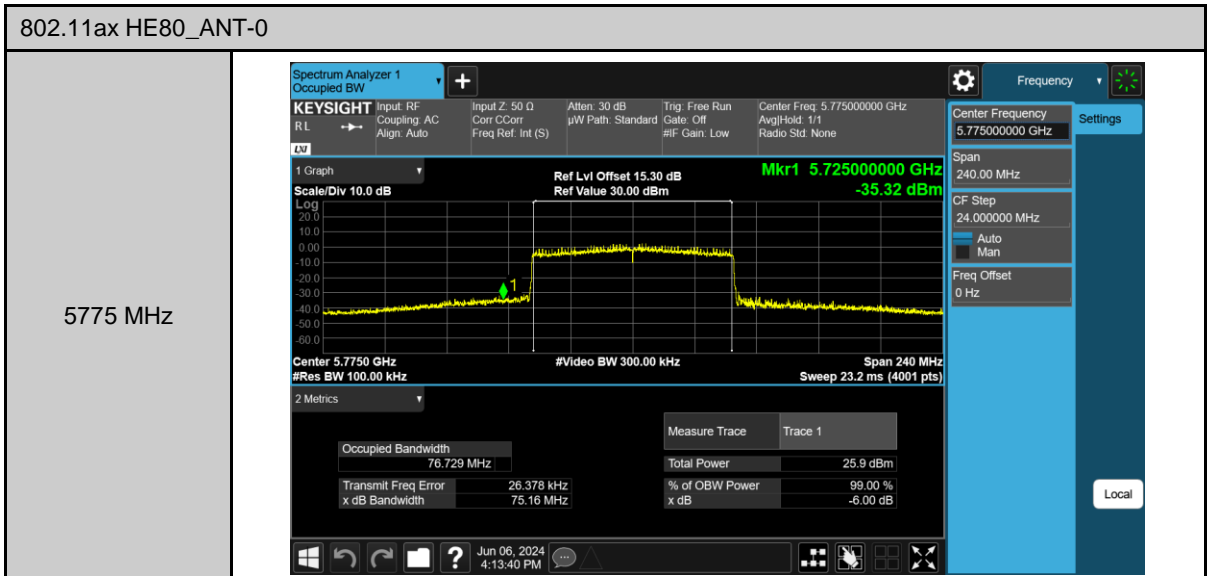 802.11ax HE80_ANT-0
5775 MHz
Spectrum Analyzer 1
Occupied BW
+
Frequency
KEYSIGHT
RL
LXI
Input: RF
Coupling: AC
Align: Auto
Input Z: 50 Ω
Corr CCorr
Freq Ref: Int (S)
Atten: 30 dB
µW Path: Standard
Trig: Free Run
Gate: Off
#IF Gain: Low
Center Freq: 5.775000000 GHz
Avg|Hold: 1/1
Radio Std: None
Center Frequency
5.775000000 GHz
Settings
Span
240.00 MHz
CF Step
24.000000 MHz
Auto
Man
Freq Offset
0 Hz
Local
1 Graph
Scale/Div 10.0 dB
Ref Lvl Offset 15.30 dB
Ref Value 30.00 dBm
Mkr1 5.725000000 GHz
-35.32 dBm
Log
20.0
10.0
0.00
-10.0
-20.0
-30.0
-40.0
-50.0
-60.0
1
Center 5.7750 GHz
#Video BW 300.00 kHz
Span 240 MHz
#Res BW 100.00 kHz
Sweep 23.2 ms (4001 pts)
2 Metrics
Measure Trace Trace 1
Occupied Bandwidth
76.729 MHz
Total Power 25.9 dBm
Transmit Freq Error 26.378 kHz
% of OBW Power 99.00 %
x dB Bandwidth 75.16 MHz
x dB -6.00 dB
?
Jun 06, 2024
4:13:40 PM